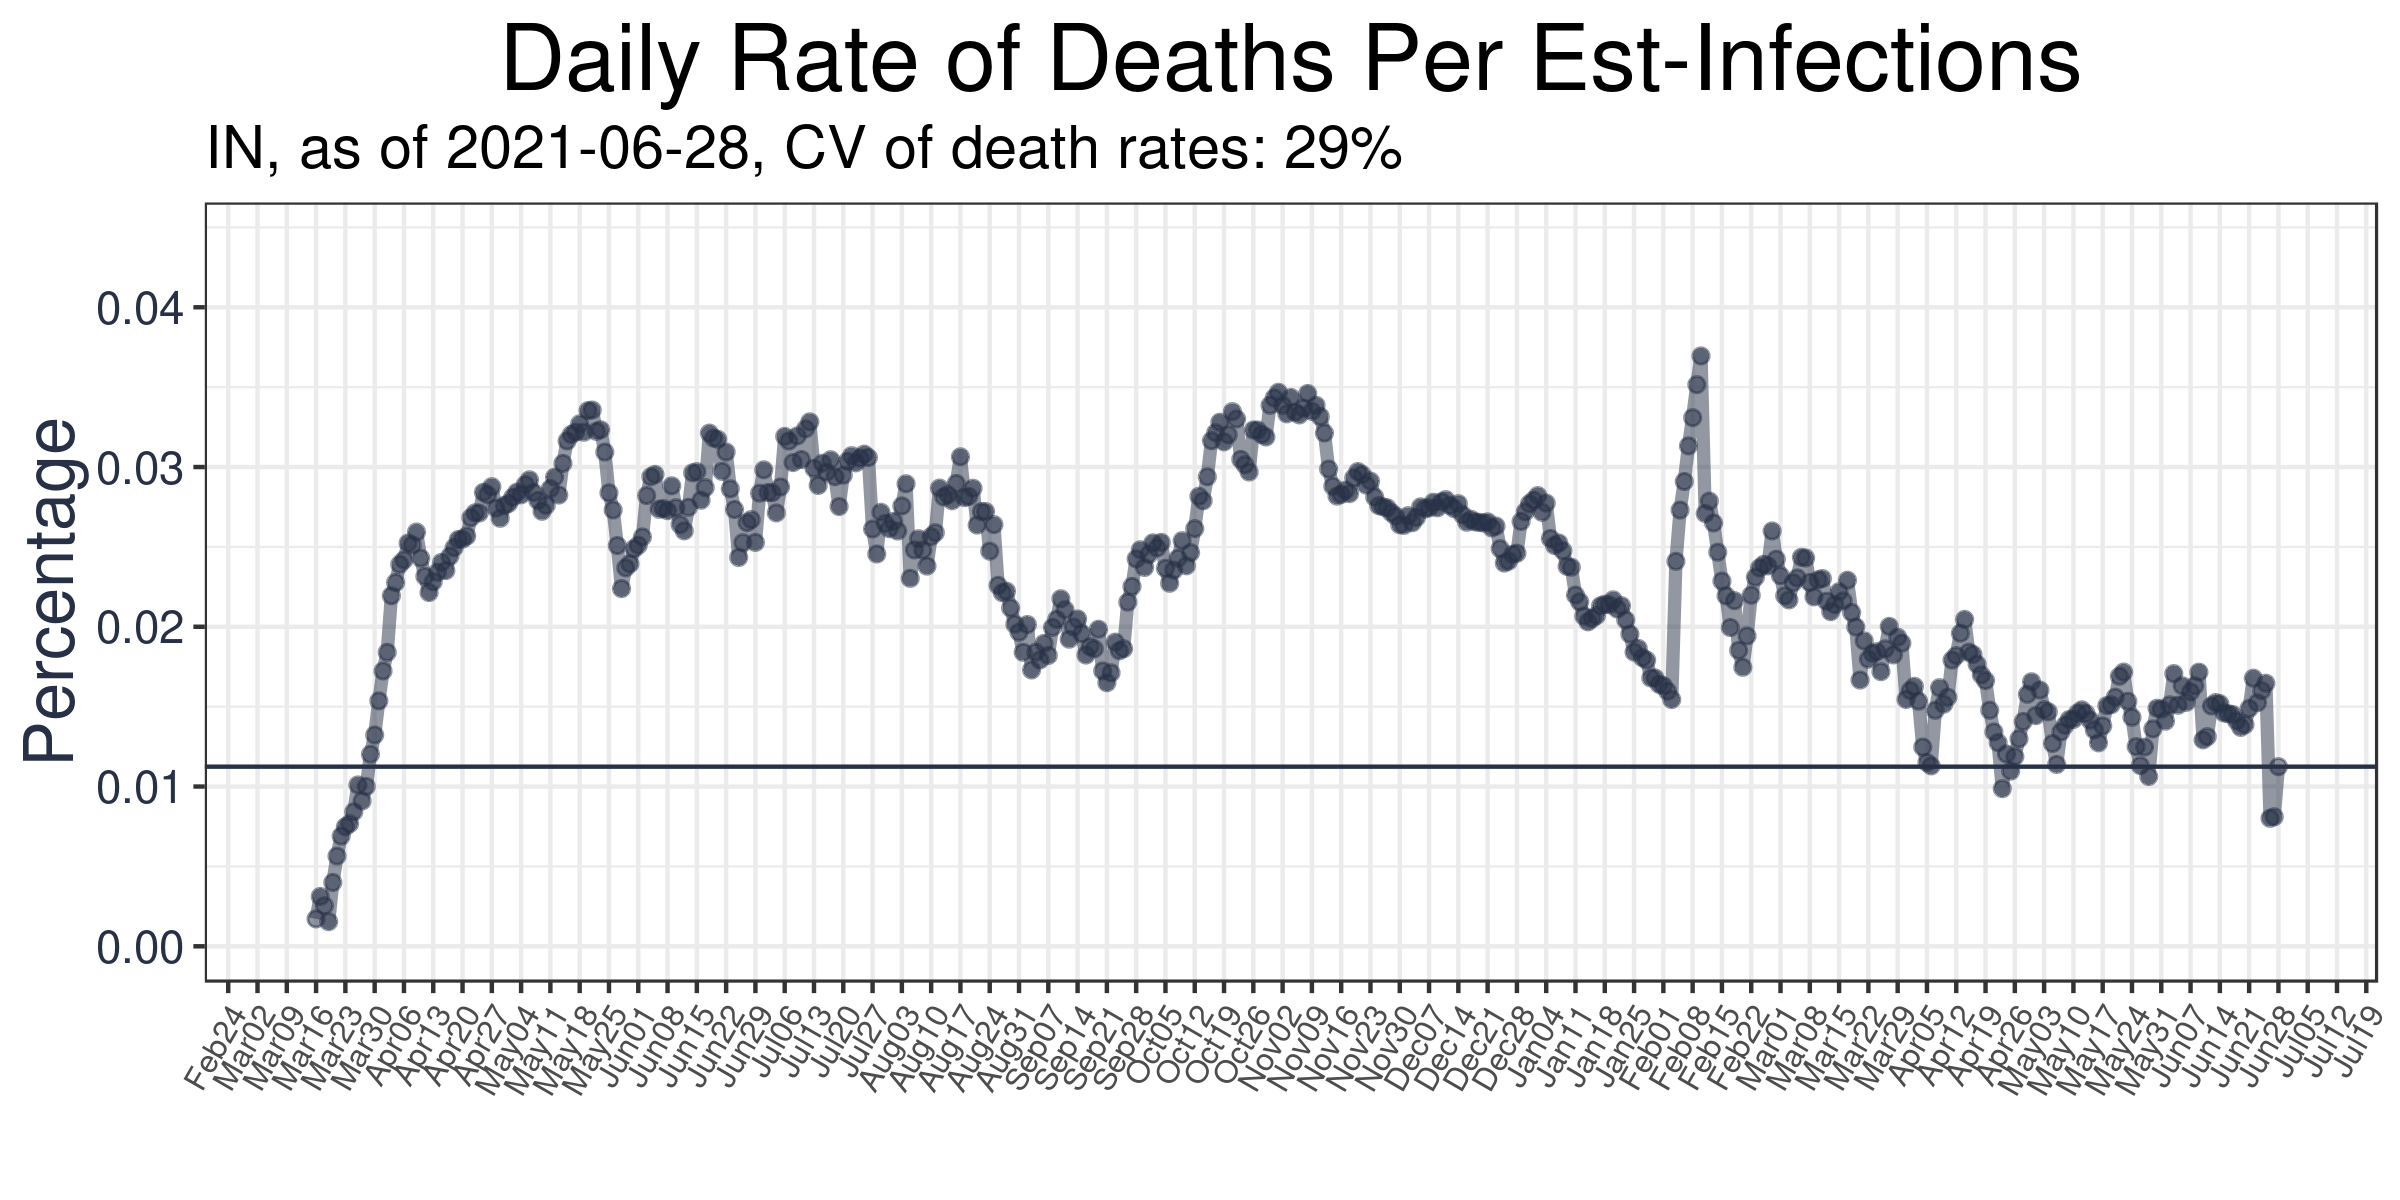 Daily Rate of Deaths Per Est-Infections
IN, as of 2021-06-28, CV of death rates: 29%
Percentage
0.04
0.03
0.02
0.01
0.00
Feb24
Mar02
Mar09
Mar16
Mar23
Mar30
Apr06
Apr13
Apr20
Apr27
May04
May11
May18
May25
Jun01
Jun08
Jun15
Jun22
Jun29
Jul06
Jul13
Jul20
Jul27
Aug03
Aug10
Aug17
Aug24
Aug31
Sep07
Sep14
Sep21
Sep28
Oct05
Oct12
Oct19
Oct26
Nov02
Nov09
Nov16
Nov23
Nov30
Dec07
Dec14
Dec21
Dec28
Jan04
Jan11
Jan18
Jan25
Feb01
Feb08
Feb15
Feb22
Mar01
Mar08
Mar15
Mar22
Mar29
Apr05
Apr12
Apr19
Apr26
May03
May10
May17
May24
May31
Jun07
Jun14
Jun21
Jun28
Jul05
Jul12
Jul19